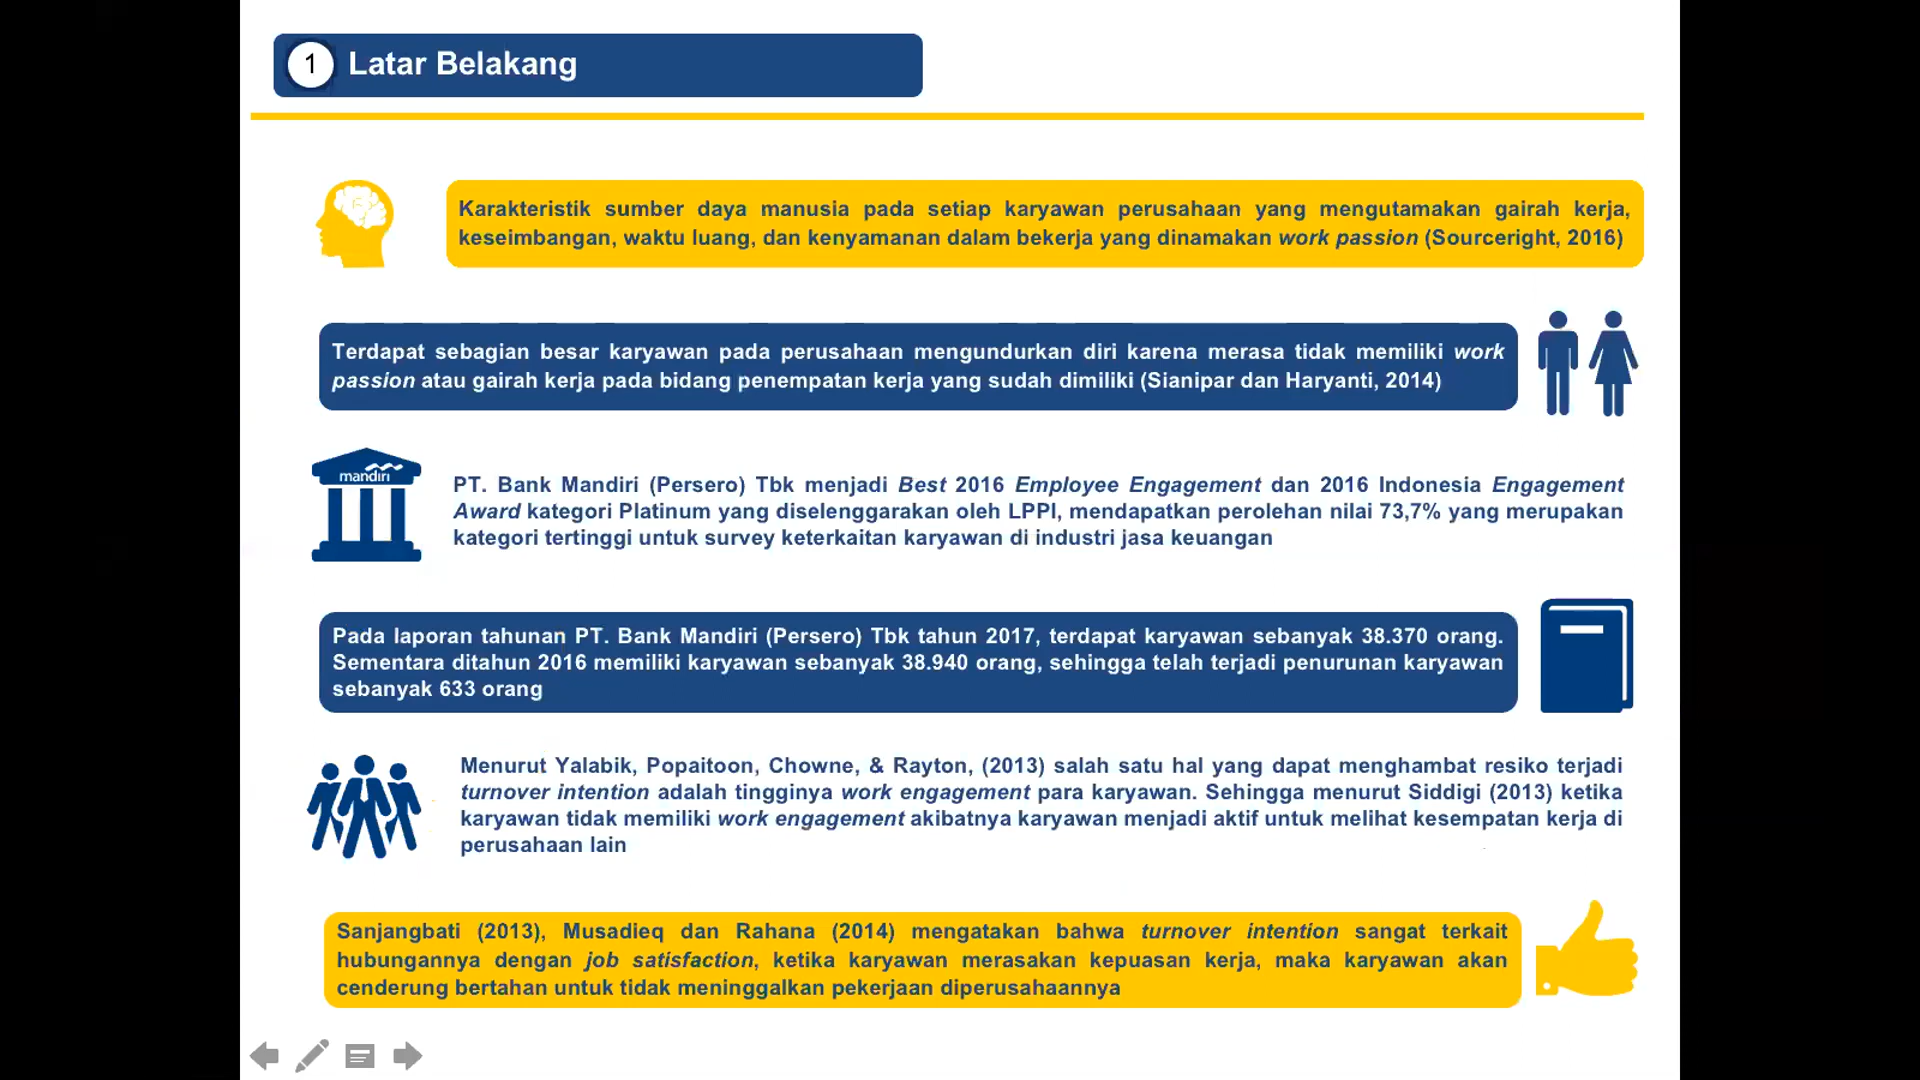 1 Latar Belakang
Karakteristik sumber daya manusia pada setiap karyawan perusahaan yang mengutamakan gairah kerja,
keseimbangan, waktu luang, dan kenyamanan dalam bekerja yang dinamakan work passion (Sourceright, 2016)
Terdapat sebagian besar karyawan pada perusahaan mengundurkan diri karena merasa tidak memiliki work
passion atau gairah kerja pada bidang penempatan kerja yang sudah dimiliki (Sianipar dan Haryanti, 2014)
mandiri
PT. Bank Mandiri (Persero) Tbk menjadi Best 2016 Employee Engagement dan 2016 Indonesia Engagement
Award kategori Platinum yang diselenggarakan oleh LPPI, mendapatkan perolehan nilai 73,7% yang merupakan
kategori tertinggi untuk survey keterkaitan karyawan di industri jasa keuangan
Pada laporan tahunan PT. Bank Mandiri (Persero) Tbk tahun 2017, terdapat karyawan sebanyak 38.370 orang.
Sementara ditahun 2016 memiliki karyawan sebanyak 38.940 orang, sehingga telah terjadi penurunan karyawan
sebanyak 633 orang
Menurut Yalabik, Popaitoon, Chowne, & Rayton, (2013) salah satu hal yang dapat menghambat resiko terjadi
turnover intention adalah tingginya work engagement para karyawan. Sehingga menurut Siddigi (2013) ketika
karyawan tidak memiliki work engagement akibatnya karyawan menjadi aktif untuk melihat kesempatan kerja di
perusahaan lain
Sanjangbati (2013), Musadieq dan Rahana (2014) mengatakan bahwa turnover intention sangat terkait
hubungannya dengan job satisfaction, ketika karyawan merasakan kepuasan kerja, maka karyawan akan
cenderung bertahan untuk tidak meninggalkan pekerjaan diperusahaannya